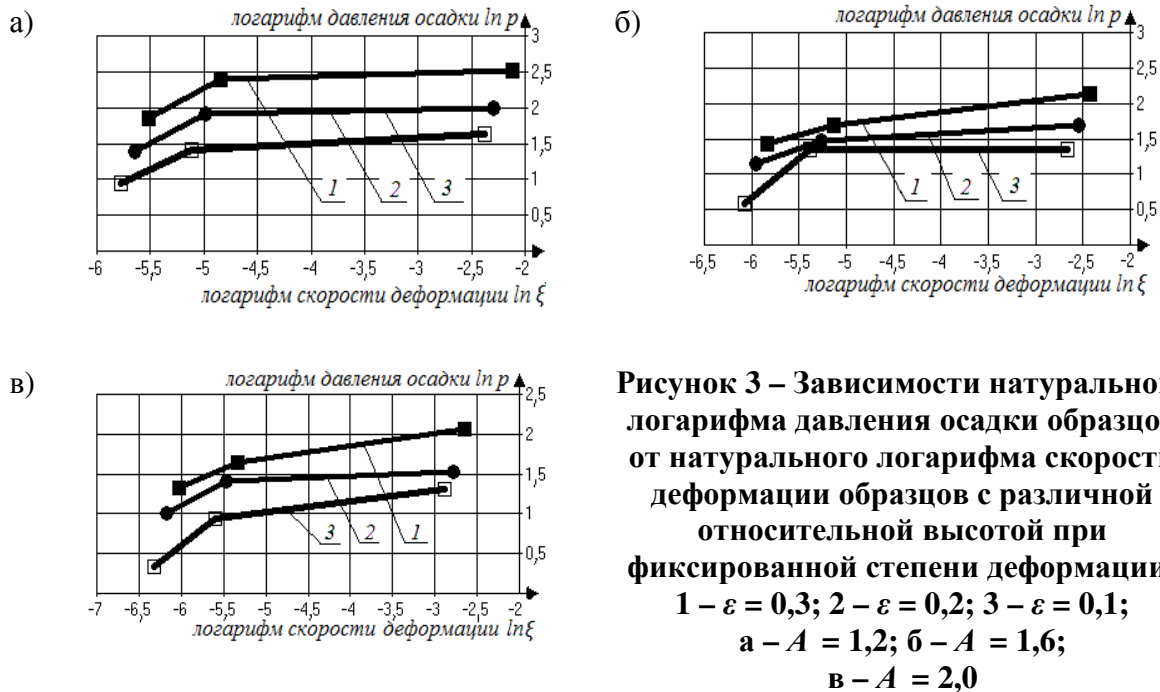 а)
логарифм давления осадки ln p
3
2,5
2
1,5
1
0,5
1 2 3
-6 -5,5 -5 -4,5 -4 -3,5 -3 -2,5 -2
логарифм скорости деформации ln ξ
б)
логарифм давления осадки ln p
3
2,5
2
1,5
1
0,5
1 2 3
-6,5 -6 -5,5 -5 -4,5 -4 -3,5 -3 -2,5 -2
логарифм скорости деформации ln ξ
в)
логарифм давления осадки ln p
2,5
2
1,5
1
0,5
3 2 1
-7 -6,5 -6 -5,5 -5 -4,5 -4 -3,5 -3 -2,5 -2
логарифм скорости деформации ln ξ
Рисунок 3 – Зависимости натурально
логарифма давления осадки образцо
от натурального логарифма скорост
деформации образцов с различной
относительной высотой при
фиксированной степени деформации
1 – ε = 0,3; 2 – ε = 0,2; 3 – ε = 0,1;
а – A = 1,2; б – A = 1,6;
в – A = 2,0